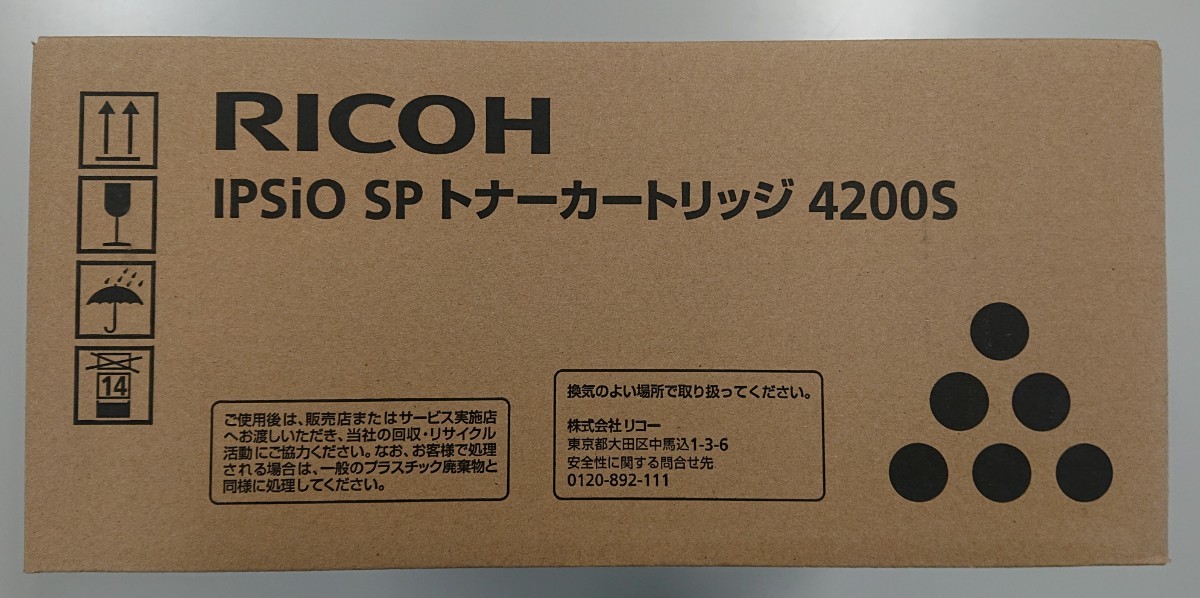 RICOH
IPSiO SP トナーカートリッジ 4200S
14
ご使用後は、販売店またはサービス実施店
へお渡しいただき、当社の回収・リサイクル
活動にご協力ください。なお、お客様で処理
される場合は、一般のプラスチック廃棄物と
同様に処理してください。
換気のよい場所で取り扱ってください。
株式会社 リコー
東京都大田区中馬込1-3-6
安全性に関する問合せ先
0120-892-111